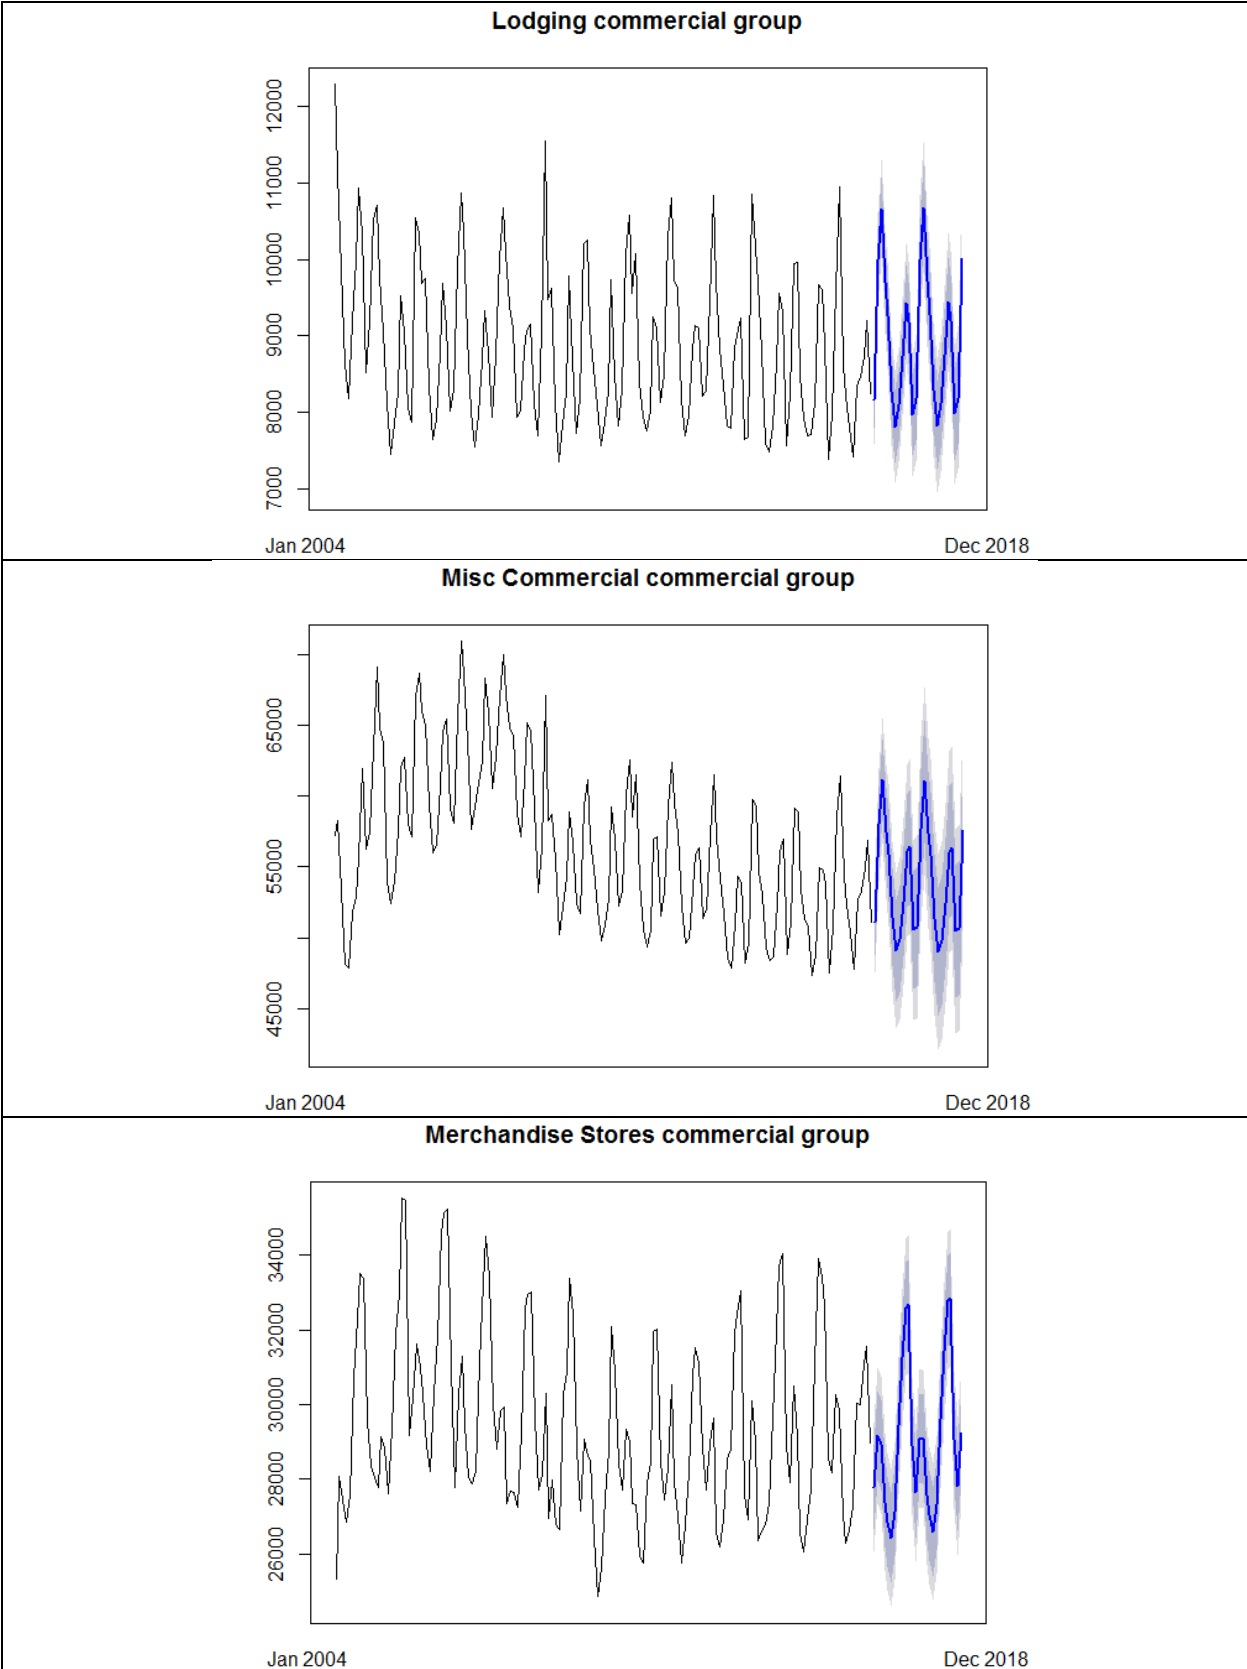 Lodging commercial group
12000
11000
10000
9000
8000
7000
Jan 2004 Dec 2018
Misc Commercial commercial group
65000
55000
45000
Jan 2004 Dec 2018
Merchandise Stores commercial group
34000
32000
30000
28000
26000
Jan 2004 Dec 2018